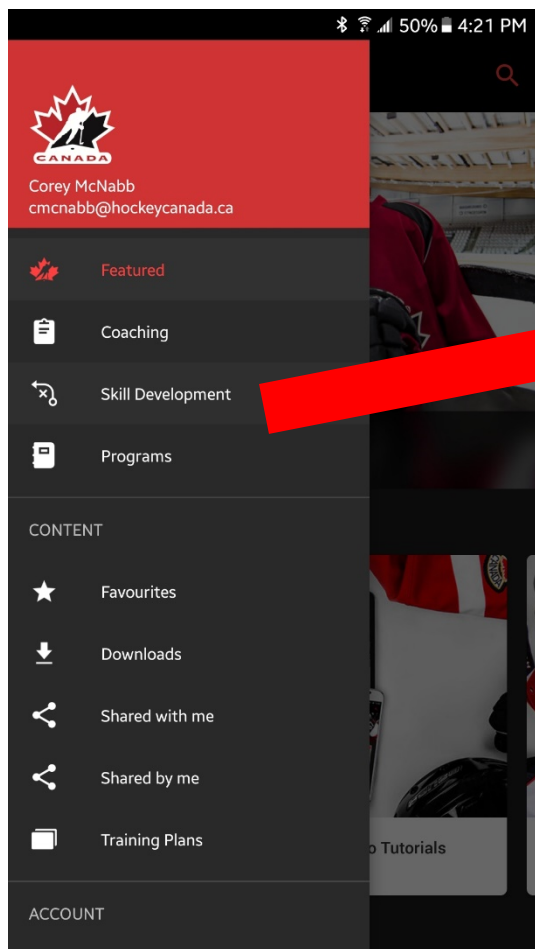 50% 4:21 PM
CANADA
Corey McNabb
cmcnabb@hockeycanada.ca
Featured
Coaching
Skill Development
Programs
CONTENT
Favourites
Downloads
Shared with me
Shared by me
Training Plans
o Tutorials
ACCOUNT